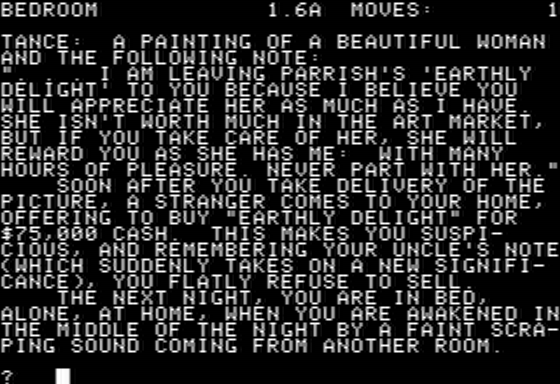 BEDROOM 1.6A MOVES: 1
TANCE: A PAINTING OF A BEAUTIFUL WOMAN
AND THE FOLLOWING NOTE:
". . . I AM LEAVING PARRISH'S 'EARTHLY
DELIGHT' TO YOU BECAUSE I BELIEVE YOU
WILL APPRECIATE HER AS MUCH AS I HAVE.
SHE ISN'T WORTH MUCH IN THE ART MARKET,
BUT IF YOU TAKE CARE OF HER, SHE WILL
REWARD YOU AS SHE HAS ME: WITH MANY
HOURS OF PLEASURE. NEVER PART WITH HER."
SOON AFTER YOU TAKE DELIVERY OF THE
PICTURE, A STRANGER COMES TO YOUR HOME,
OFFERING TO BUY "EARTHLY DELIGHT" FOR
$75,000 CASH. THIS MAKES YOU SUSPI-
CIOUS, AND REMEMBERING YOUR UNCLE'S NOTE
(WHICH SUDDENLY TAKES ON A NEW SIGNIFI-
CANCE), YOU FLATLY REFUSE TO SELL.
THE NEXT NIGHT, YOU ARE IN BED,
ALONE, AT HOME, WHEN YOU ARE AWAKENED IN
THE MIDDLE OF THE NIGHT BY A FAINT SCRA-
PING SOUND COMING FROM ANOTHER ROOM.
?